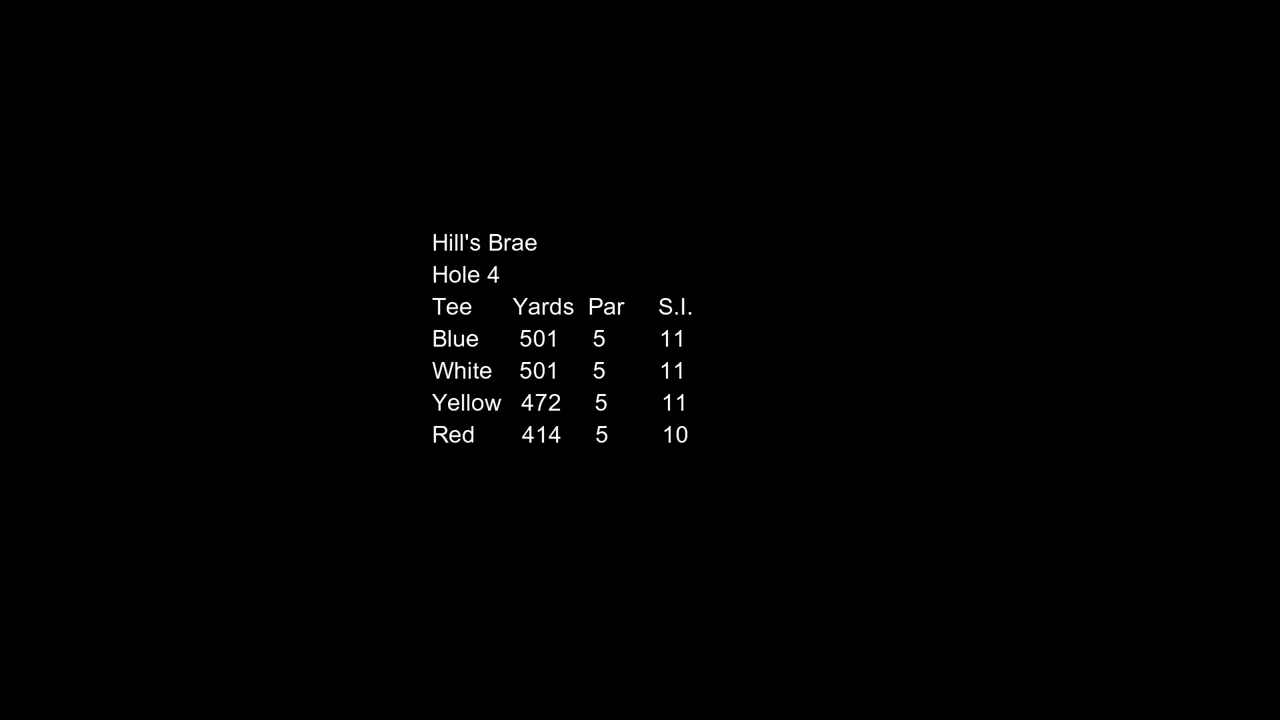 Hill's Brae
Hole 4
Tee Yards Par S.I.
Blue 501 5 11
White 501 5 11
Yellow 472 5 11
Red 414 5 10